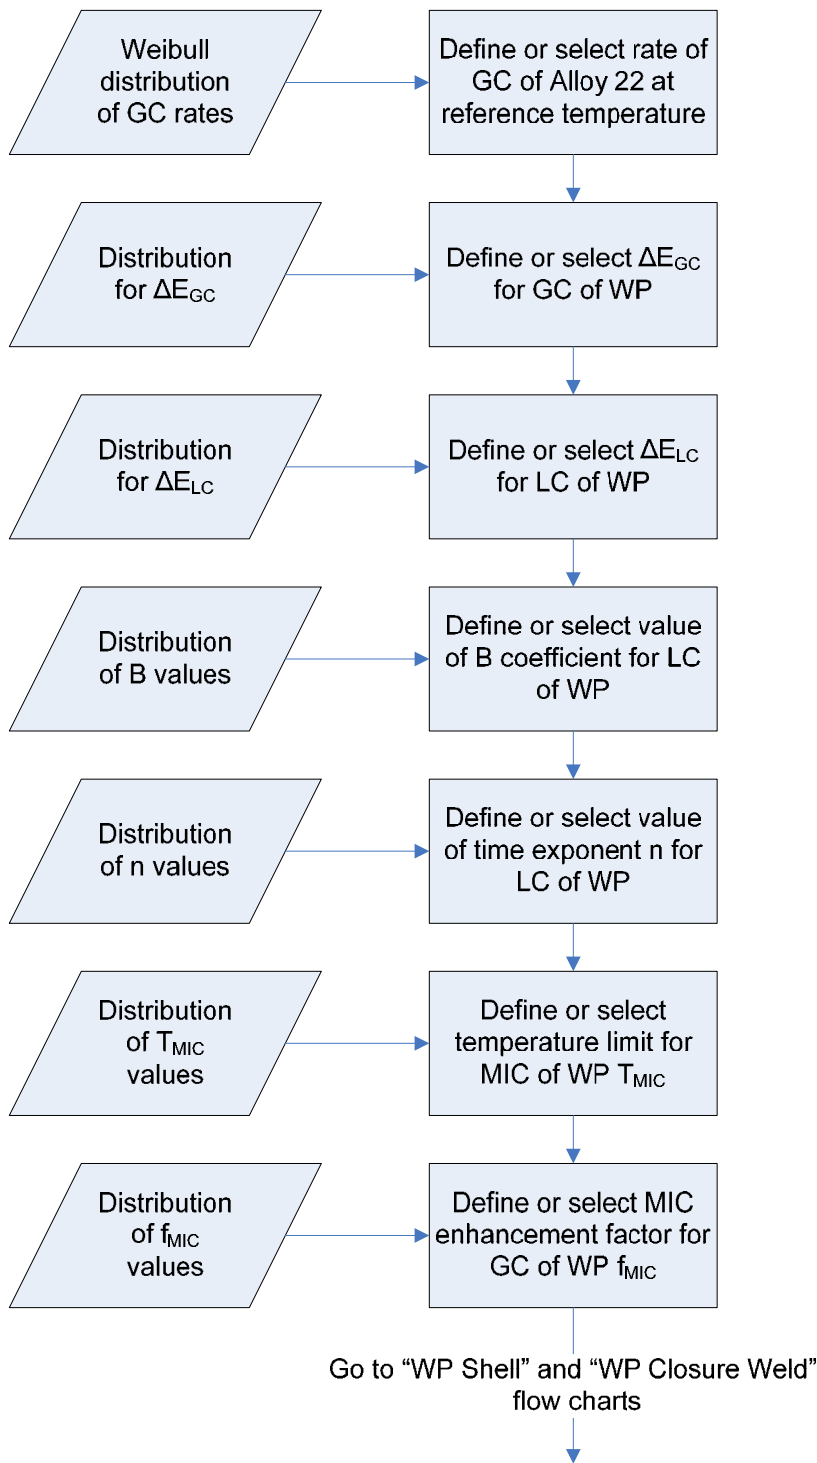 Weibull
distribution
of GC rates
Define or select rate of
GC of Alloy 22 at
reference temperature
Distribution
for ΔE_GC
Define or select ΔE_GC
for GC of WP
Distribution
for ΔE_LC
Define or select ΔE_LC
for LC of WP
Distribution
of B values
Define or select value
of B coefficient for LC
of WP
Distribution
of n values
Define or select value
of time exponent n for
LC of WP
Distribution
of T_MIC
values
Define or select
temperature limit for
MIC of WP T_MIC
Distribution
of f_MIC
values
Define or select MIC
enhancement factor for
GC of WP f_MIC
Go to “WP Shell” and “WP Closure Weld”
flow charts